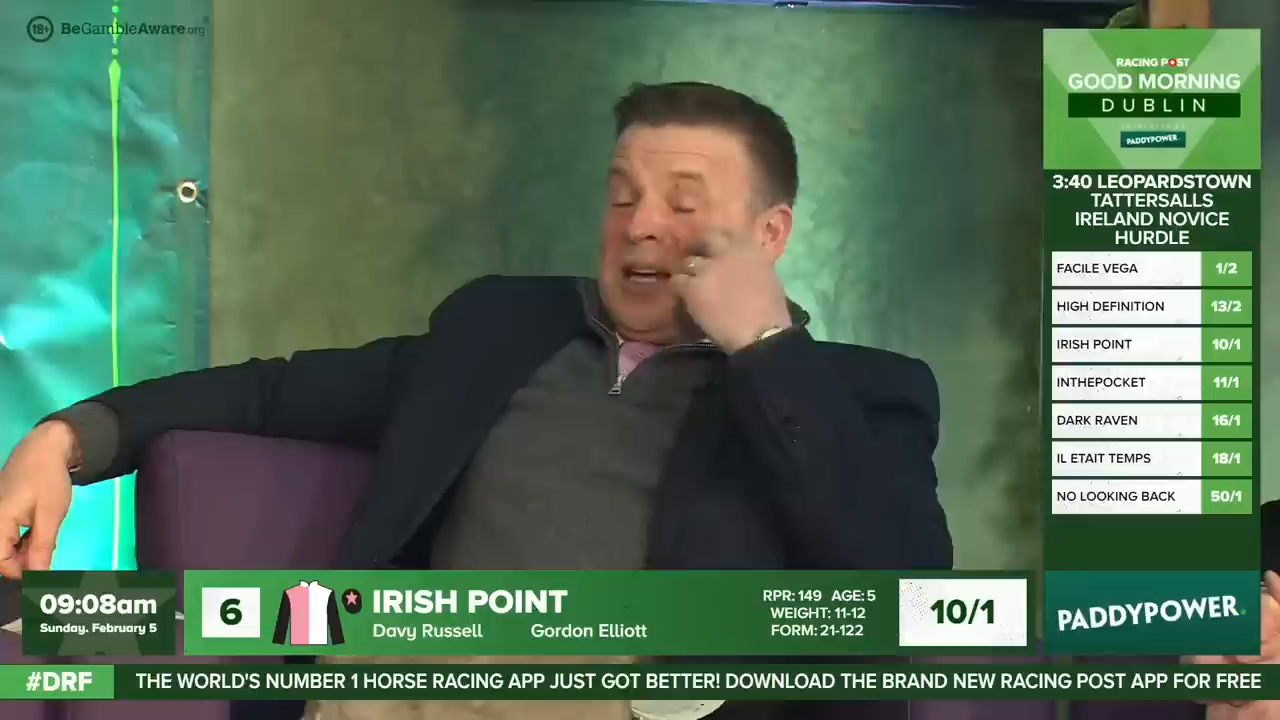 18+ BeGambleAware.org
RACING POST
GOOD MORNING
DUBLIN
PADDYPOWER
3:40 LEOPARDSTOWN
TATTERSALLS
IRELAND NOVICE
HURDLE
FACILE VEGA 1/2
HIGH DEFINITION 13/2
IRISH POINT 10/1
INTHEPOCKET 11/1
DARK RAVEN 16/1
IL ETAIT TEMPS 18/1
NO LOOKING BACK 50/1
PADDYPOWER.
09:08am
Sunday, February 5
6
IRISH POINT
Davy Russell Gordon Elliott
RPR: 149 AGE: 5
WEIGHT: 11-12
FORM: 21-122
10/1
#DRF THE WORLD'S NUMBER 1 HORSE RACING APP JUST GOT BETTER! DOWNLOAD THE BRAND NEW RACING POST APP FOR FREE